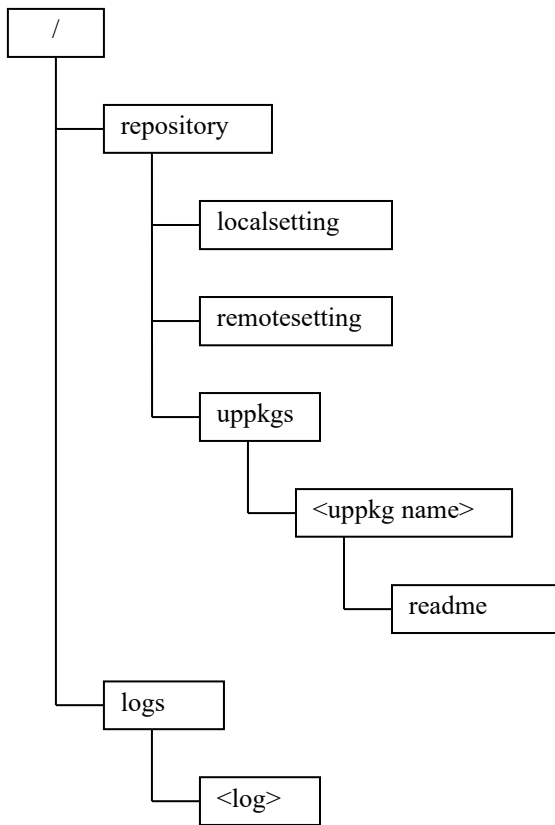 /
repository
localsetting
remotesetting
uppkgs
<uppkg name>
readme
logs
<log>